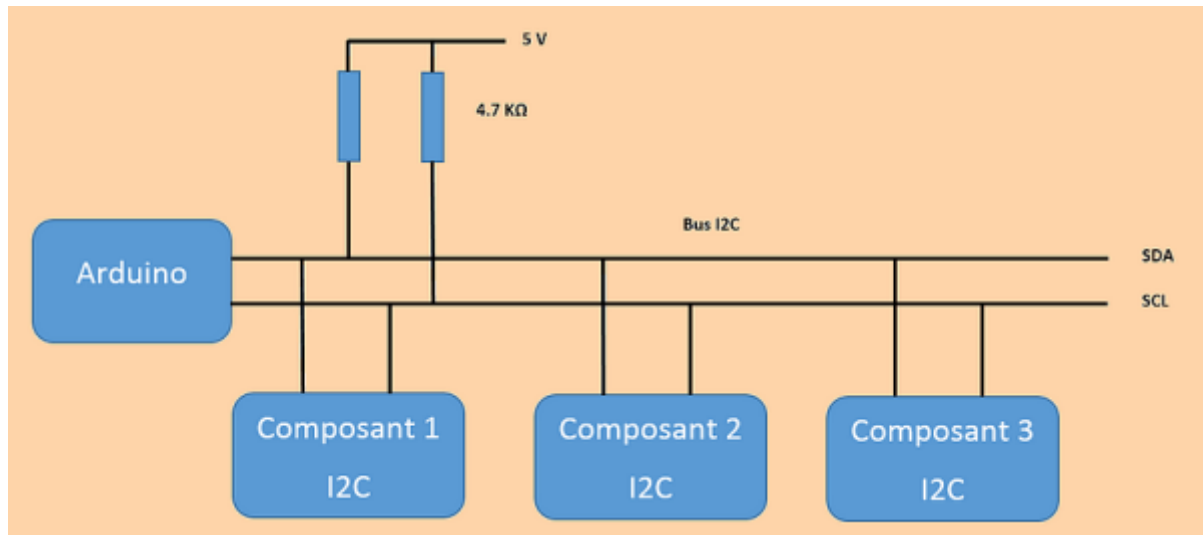 5 V
4.7 KΩ
Bus I2C
Arduino
SDA
SCL
Composant 1
I2C
Composant 2
I2C
Composant 3
I2C